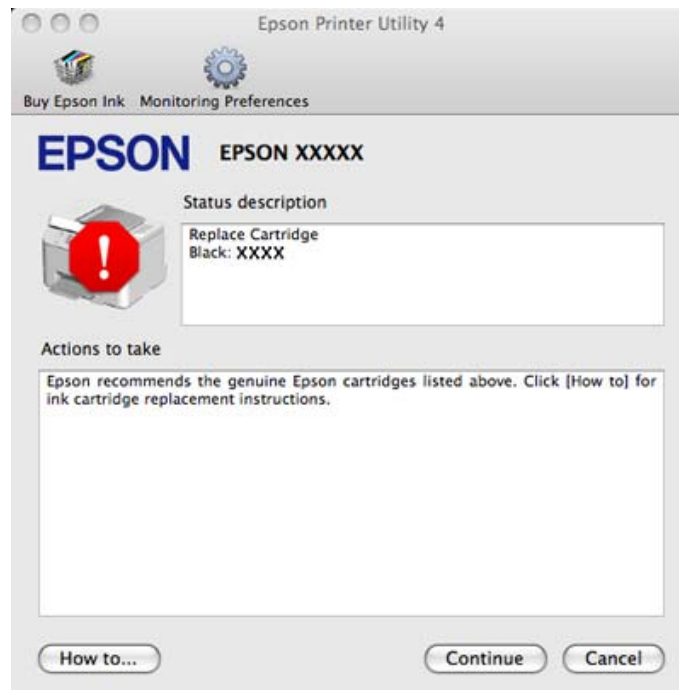 Epson Printer Utility 4
Buy Epson Ink Monitoring Preferences
EPSON EPSON XXXXX
Status description
Replace Cartridge
Black: XXXX
!
Actions to take
Epson recommends the genuine Epson cartridges listed above. Click [How to] for
ink cartridge replacement instructions.
How to... Continue Cancel